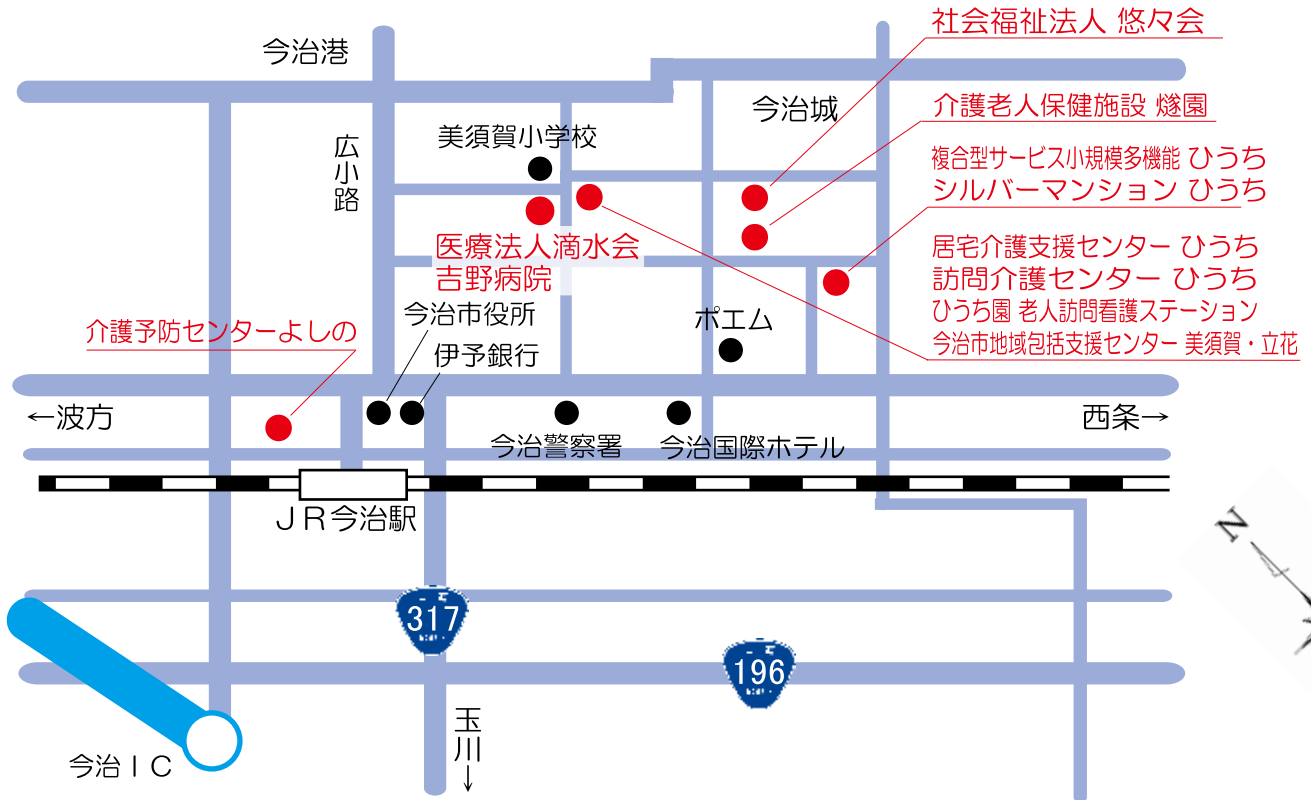 社会福祉法人 悠々会
今治港
介護老人保健施設 燧園
今治城
美須賀小学校
広小路
複合型サービス小規模多機能 ひうち
シルバーマンション ひうち
医療法人滴水会
吉野病院
居宅介護支援センター ひうち
訪問介護センター ひうち
ひうち園 老人訪問看護ステーション
今治市地域包括支援センター 美須賀・立花
今治市役所
ポエム
介護予防センターよしの
伊予銀行
←波方
西条→
今治警察署
今治国際ホテル
JR今治駅
N
317
196
玉川↓
今治IC